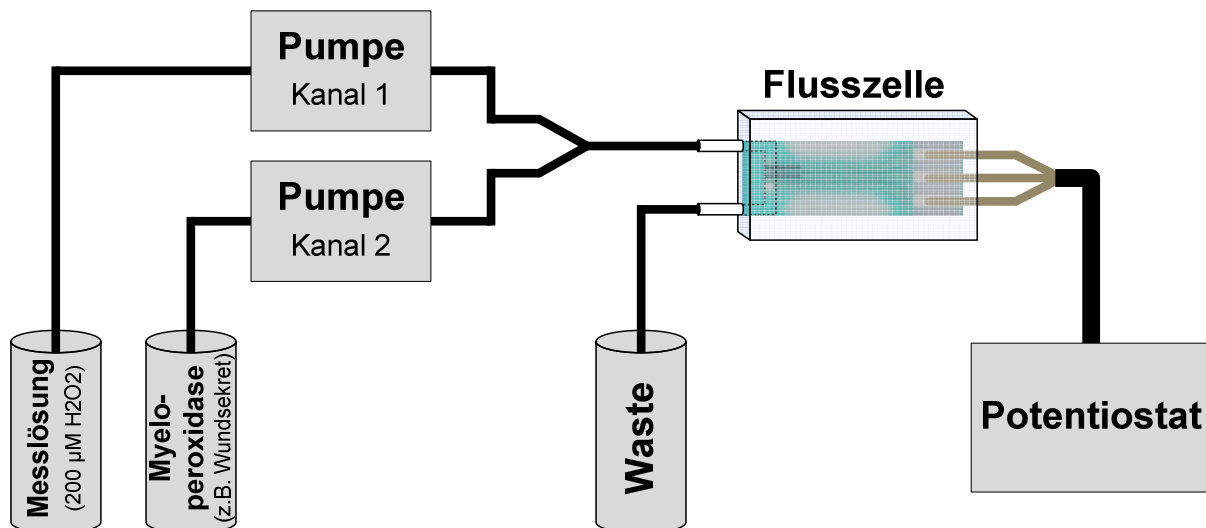 Pumpe
Kanal 1
Flusszelle
Pumpe
Kanal 2
Messlösung
(200 µM H2O2)
Myelo-
peroxidase
(z.B. Wundsekret)
Waste
Potentiostat